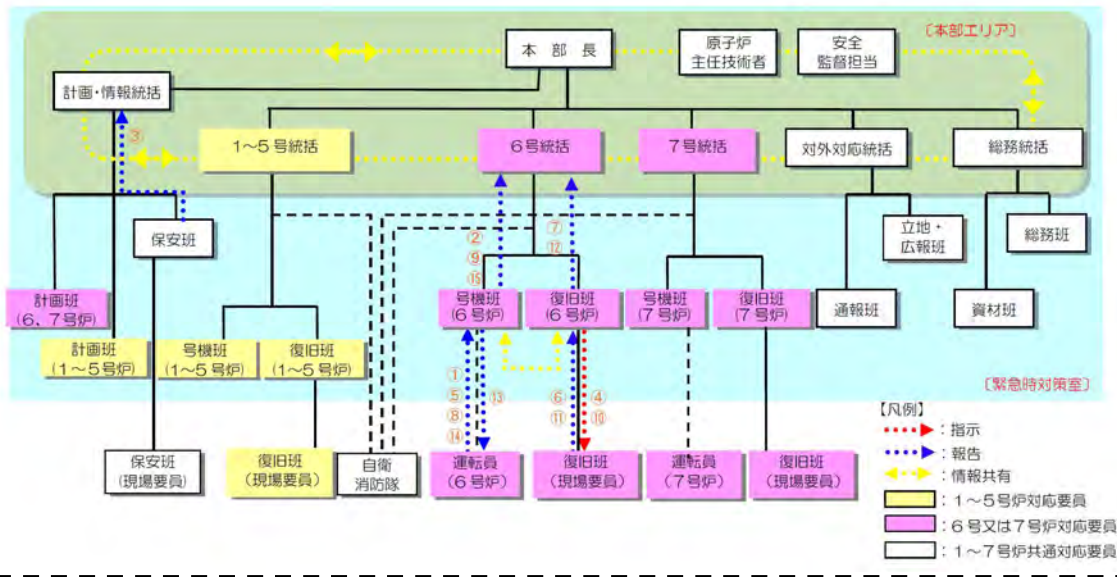 〔本部エリア〕
本部長
原子炉
主任技術者
安全
監督担当
計画・情報統括
③
1～5号統括
6号統括
7号統括
対外対応統括
総務統括
保安班
②
⑨
⑮
⑦
⑫
立地・
広報班
総務班
計画班
(6、7号炉)
号機班
(6号炉)
復旧班
(6号炉)
号機班
(7号炉)
復旧班
(7号炉)
通報班
資材班
計画班
(1～5号炉)
号機班
(1～5号炉)
復旧班
(1～5号炉)
〔緊急時対策室〕
①
⑤
⑧
⑭
⑬
⑥
⑪
④
⑩
保安班
(現場要員)
復旧班
(現場要員)
自衛
消防隊
運転員
(6号炉)
復旧班
(現場要員)
運転員
(7号炉)
復旧班
(現場要員)
【凡例】
：指示
：報告
：情報共有
：1～5号炉対応要員
：6号又は7号炉対応要員
：1～7号炉共通対応要員